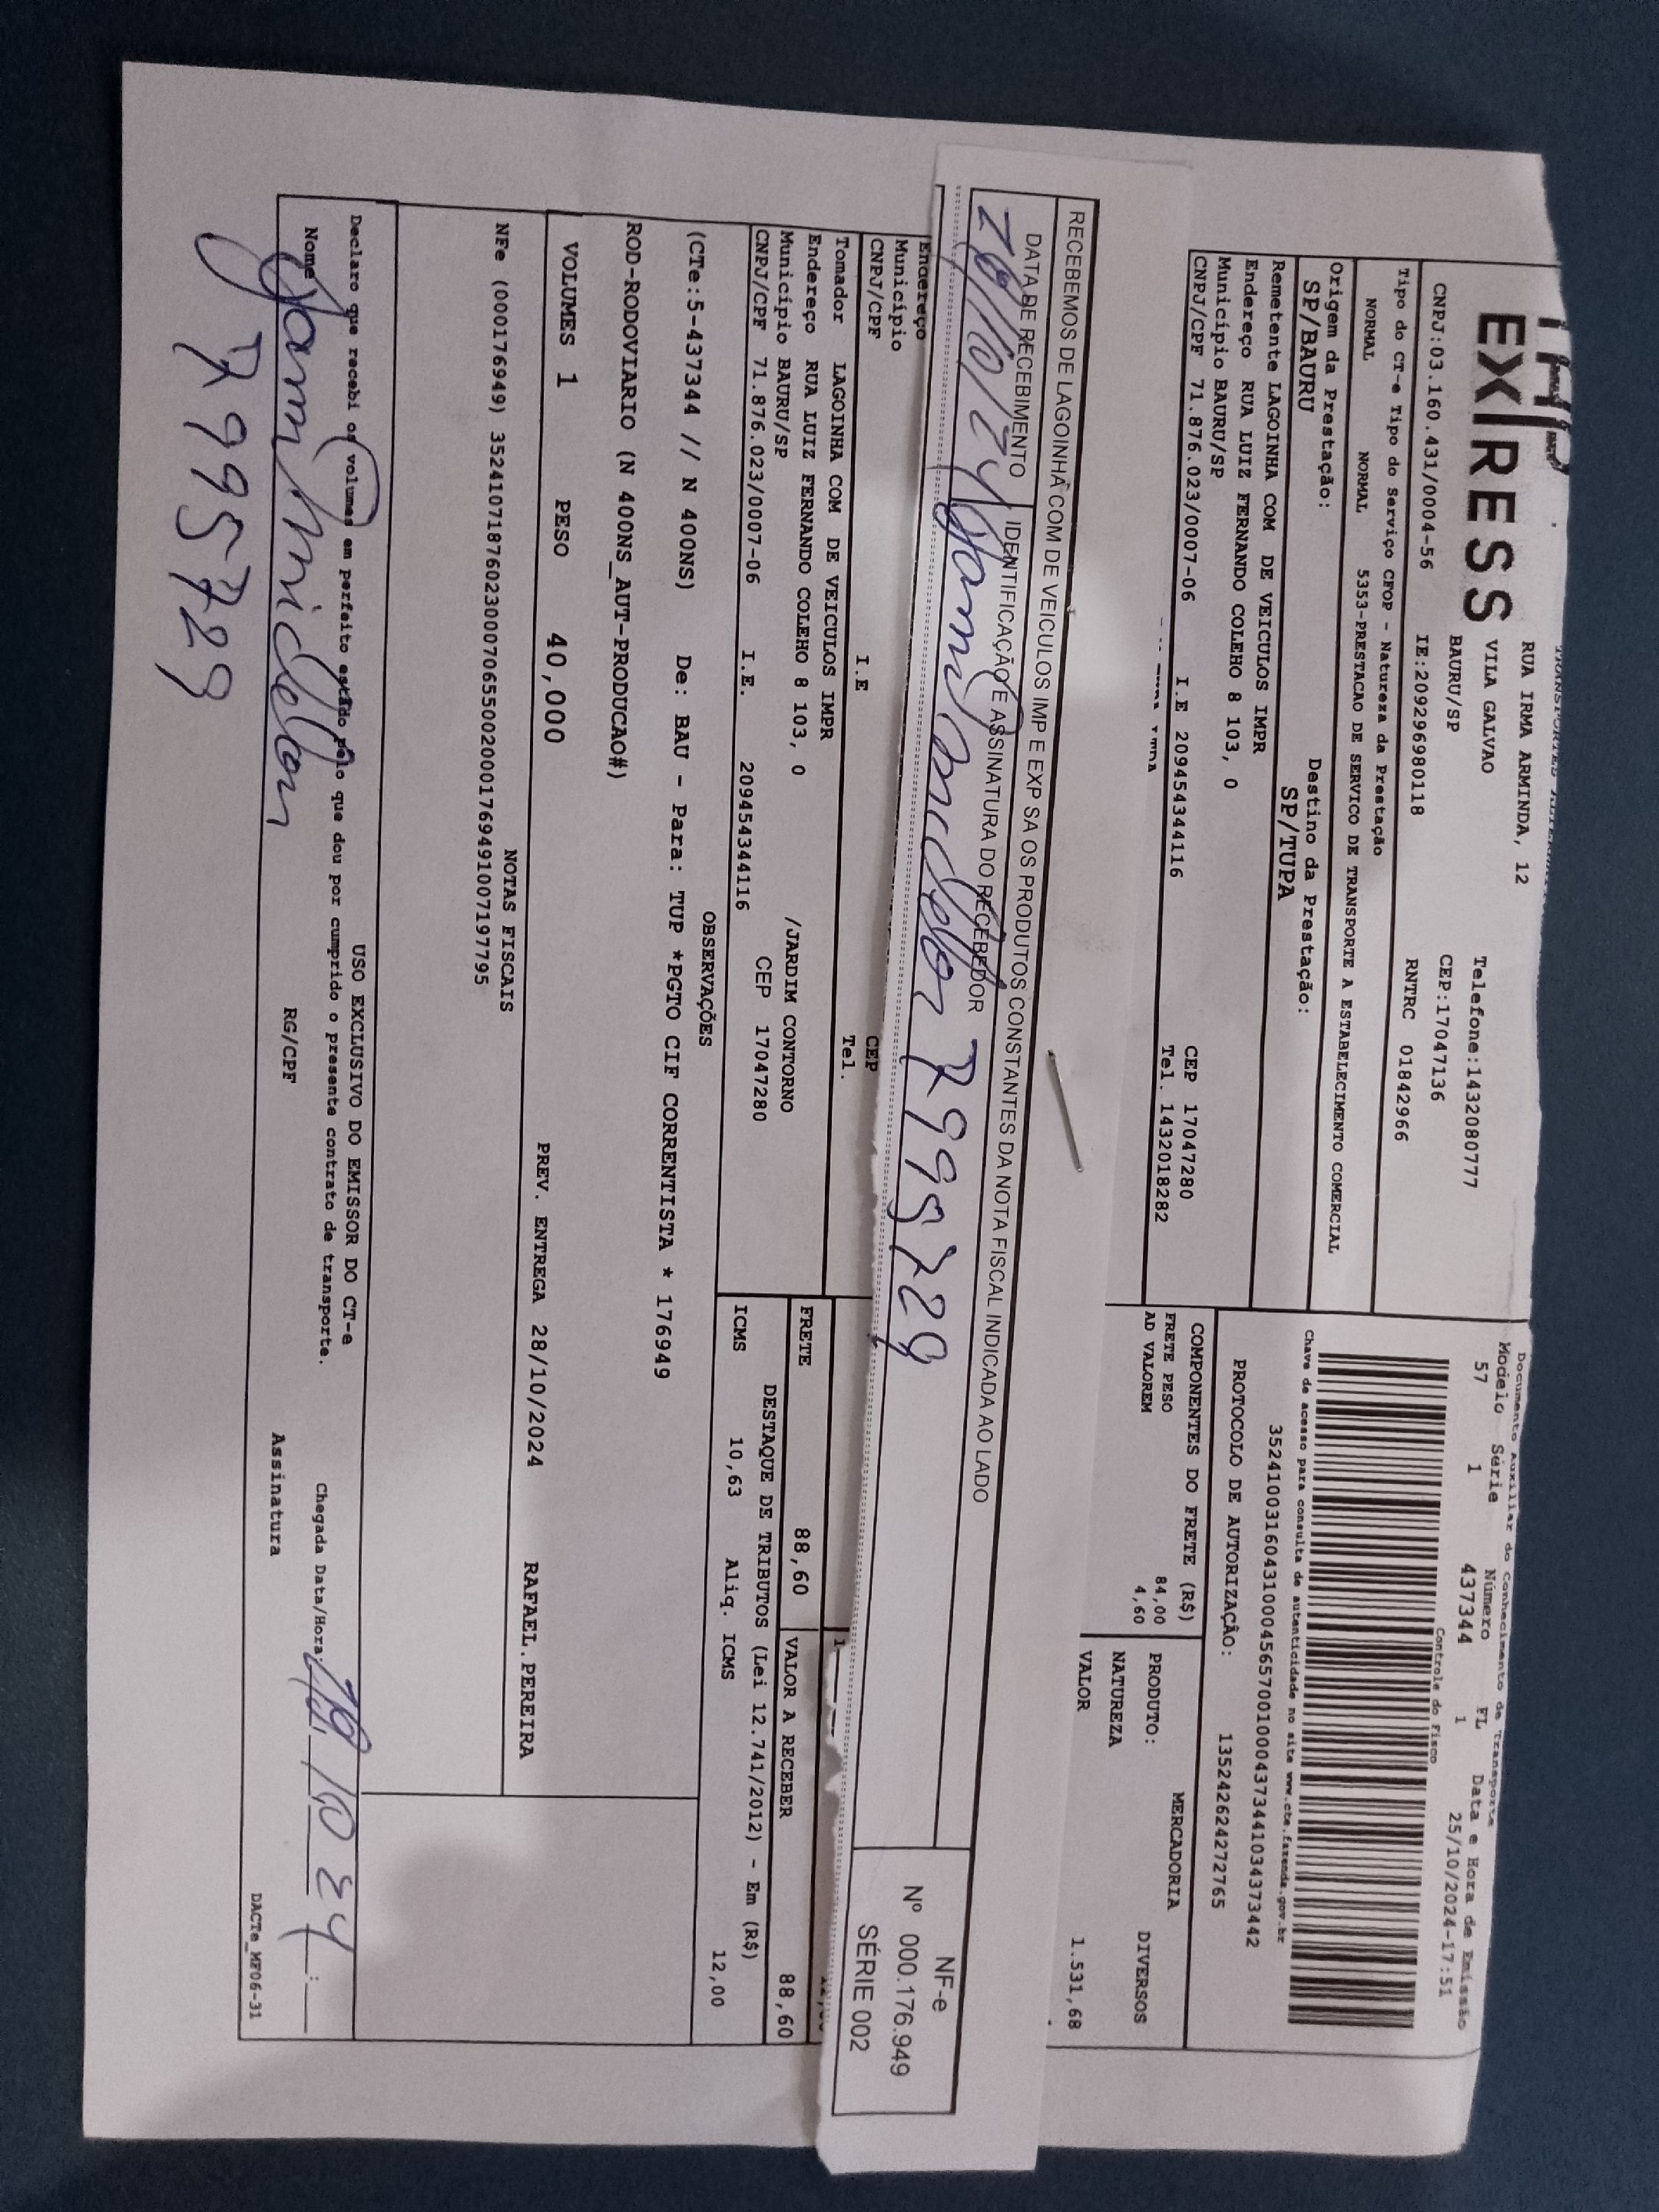 EXPRESS
RUA IRMA ARMINDA, 12
VILA GALVAO
BAURU/SP
Telefone:1432080777
CEP:17047136
CNPJ:03.160.431/0004-56 IE:209296980118 RNTRC 01842966
Documento Auxiliar do Conhecimento de Transporte
Modelo Série Número FL Data e Hora de Emissão
57 1 437344 1 25/10/2024-17:51
Controle do Fisco
Chave de acesso para consulta de autenticidade no site www.cte.fazenda.gov.br
35241003160431000456570010004373441034373442
PROTOCOLO DE AUTORIZAÇÃO: 135242624272765
Tipo do CT-e Tipo do Serviço CFOP - Natureza da Prestação
NORMAL NORMAL 5353-PRESTACAO DE SERVICO DE TRANSPORTE A ESTABELECIMENTO COMERCIAL
Origem da Prestação: Destino da Prestação:
SP/BAURU SP/TUPA
Remetente LAGOINHA COM DE VEICULOS IMPR
Endereço RUA LUIZ FERNANDO COLEHO 8 103, 0
Município BAURU/SP CEP 17047280
CNPJ/CPF 71.876.023/0007-06 I.E 209454344116 Tel. 1432018282
COMPONENTES DO FRETE (R$)
FRETE PESO 84,00
AD VALOREM 4,60
MERCADORIA
PRODUTO: DIVERSOS
NATUREZA
VALOR 1.531,68
RECEBEMOS DE LAGOINHA COM DE VEICULOS IMP E EXP SA OS PRODUTOS CONSTANTES DA NOTA FISCAL INDICADA AO LADO
DATA DE RECEBIMENTO IDENTIFICAÇÃO E ASSINATURA DO RECEBEDOR
28/10/24 7995729
NF-e
Nº 000.176.949
SÉRIE 002
Endereço
Município CEP
CNPJ/CPF I.E Tel.
Tomador LAGOINHA COM DE VEICULOS IMPR
Endereço RUA LUIZ FERNANDO COLEHO 8 103, 0 /JARDIM CONTORNO
Município BAURU/SP CEP 17047280
CNPJ/CPF 71.876.023/0007-06 I.E. 209454344116
FRETE 88,60 VALOR A RECEBER 88,60
DESTAQUE DE TRIBUTOS (Lei 12.741/2012) - Em (R$)
ICMS 10,63 Aliq. ICMS 12,00
OBSERVAÇÕES
(CTe:5-437344 // N 400NS) De: BAU - Para: TUP *PGTO CIF CORRENTISTA * 176949
ROD-RODOVIARIO (N 400NS_AUT-PRODUCAO#)
VOLUMES 1 PESO 40,000 PREV. ENTREGA 28/10/2024 RAFAEL.PEREIRA
NOTAS FISCAIS
NFe (000176949) 35241071876023000706550020001769491007197795
USO EXCLUSIVO DO EMISSOR DO CT-e
Declaro que recebi os volumes em perfeito estado pelo que dou por cumprido o presente contrato de transporte.
Chegada Data/Hora: 28/10 24 :
Nome RG/CPF Assinatura
7995729
DACTe_MF06-31